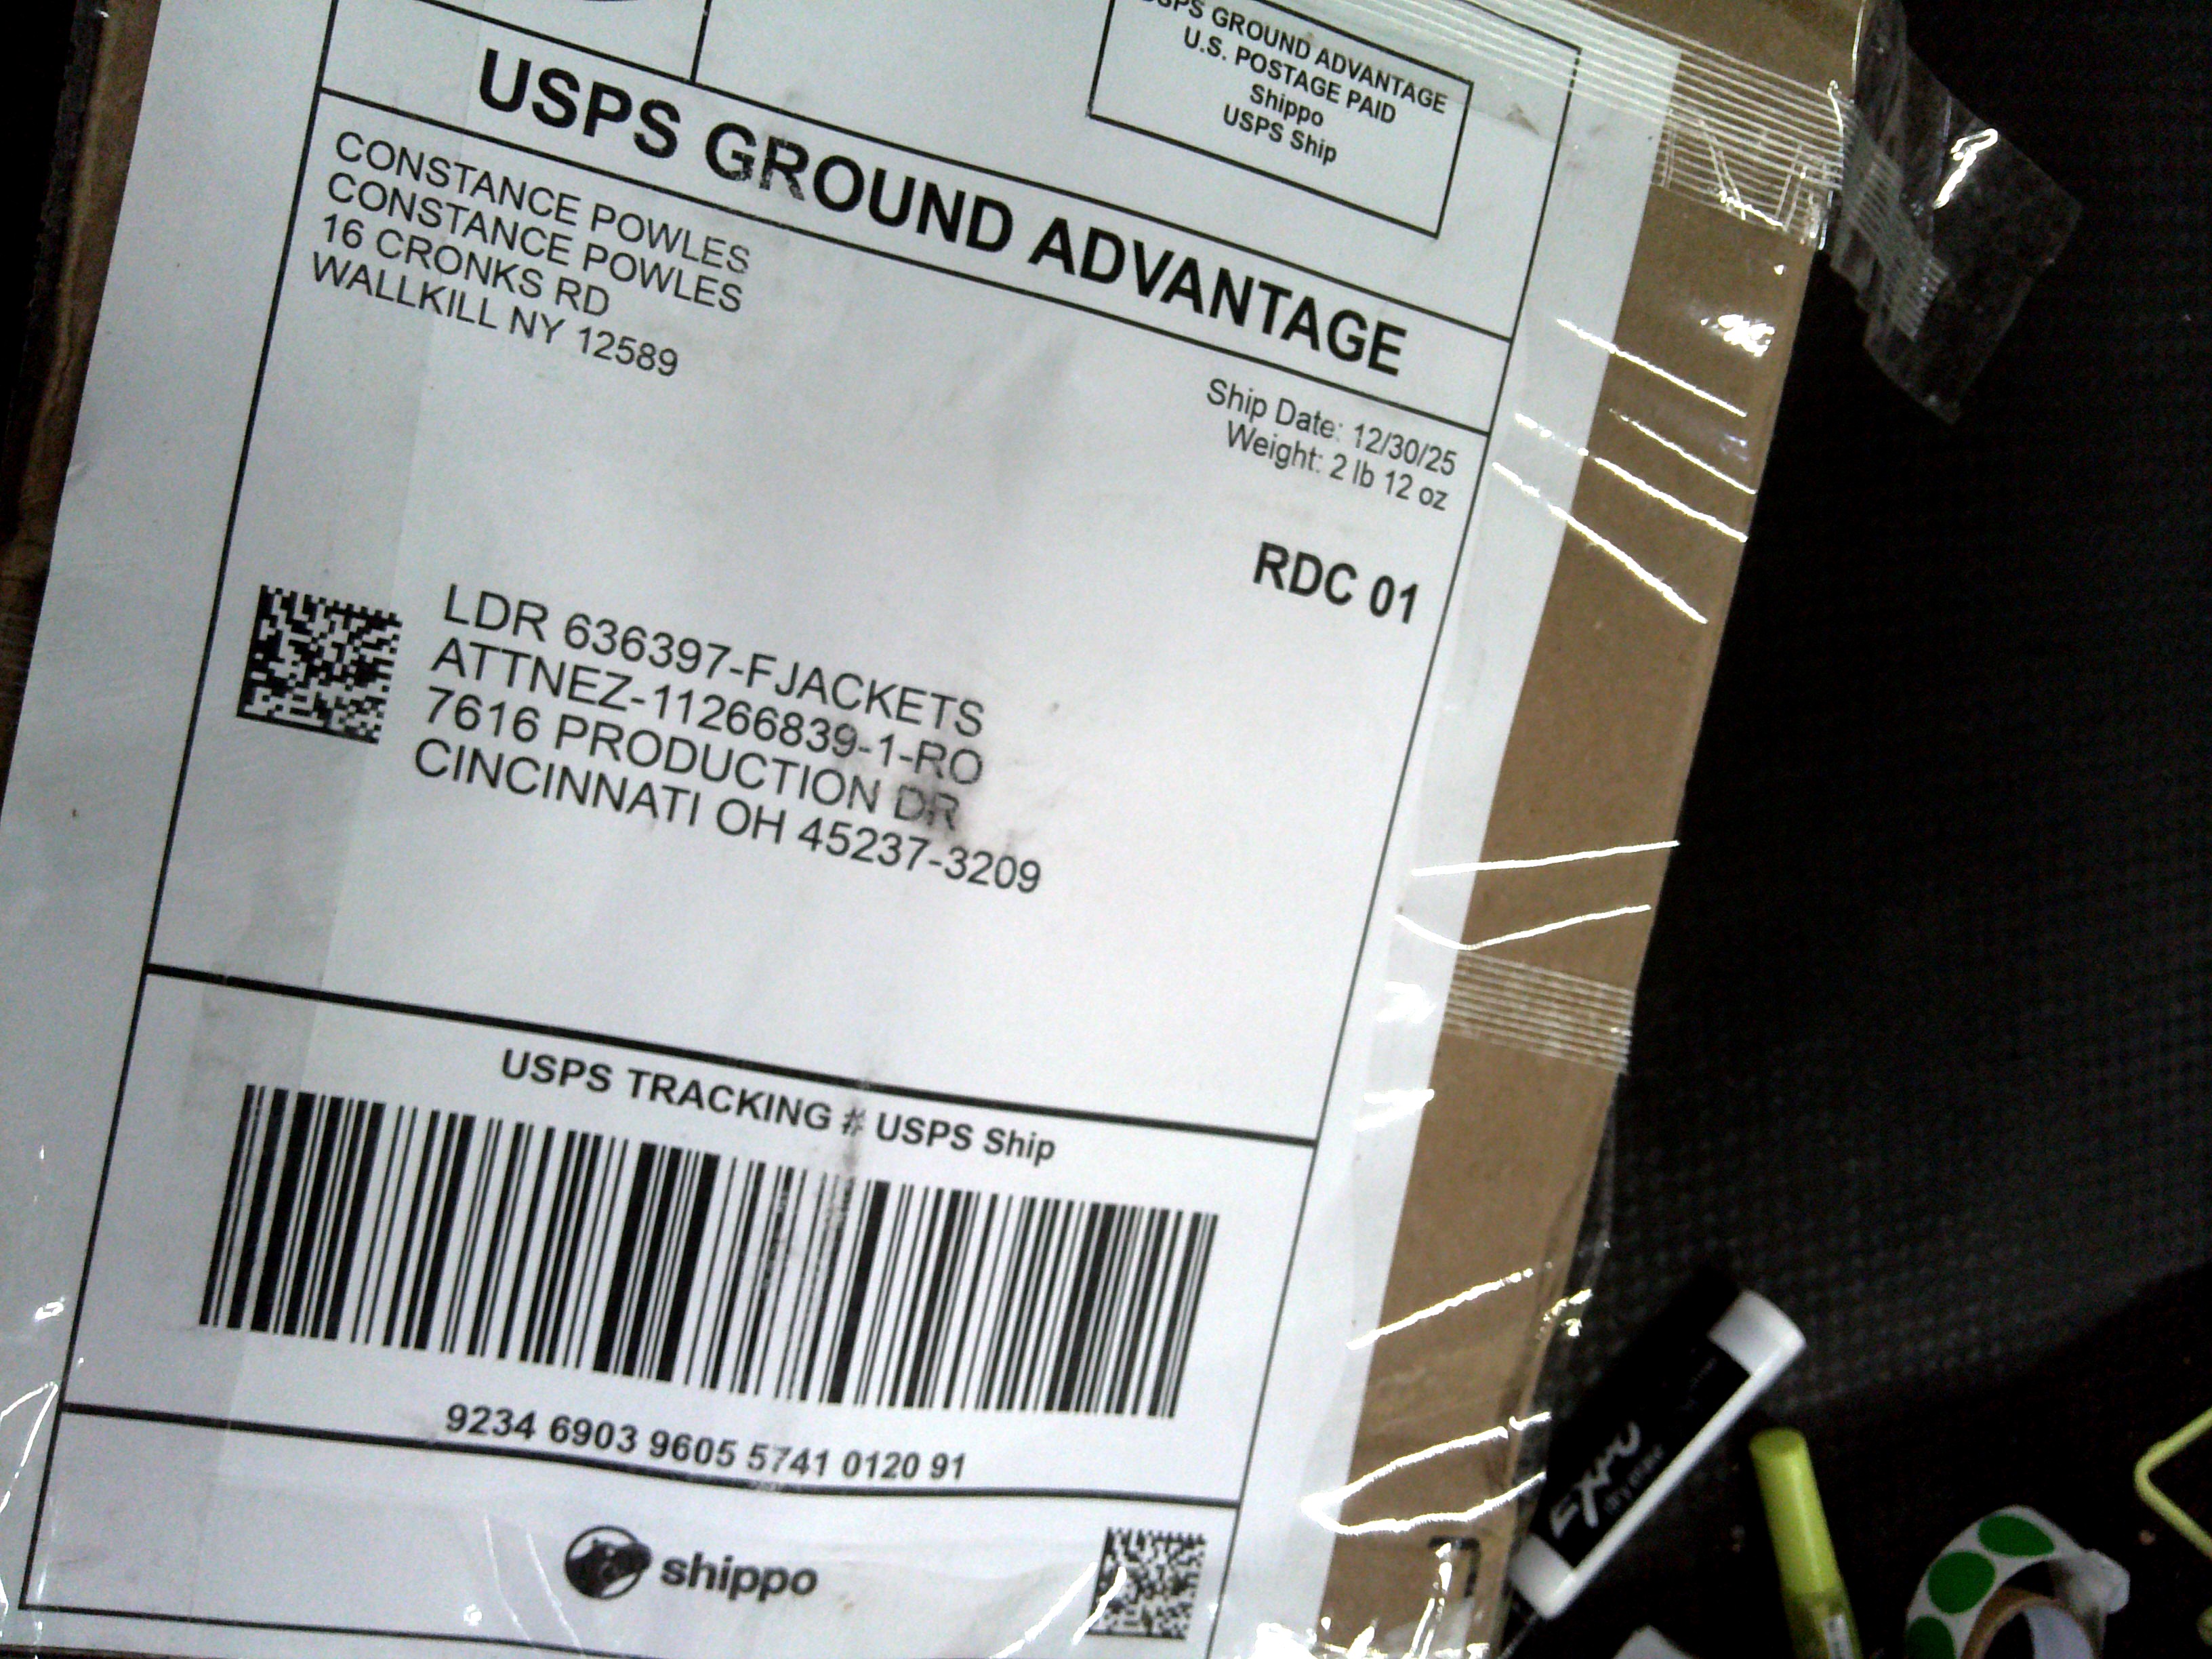 USPS GROUND ADVANTAGE
U.S. POSTAGE PAID
Shippo
USPS Ship
USPS GROUND ADVANTAGE
CONSTANCE POWLES
CONSTANCE POWLES
16 CRONKS RD
WALLKILL NY 12589
Ship Date: 12/30/25
Weight: 2 lb 12 oz
RDC 01
LDR 636397-FJACKETS
ATTNEZ-11266839-1-RO
7616 PRODUCTION DR
CINCINNATI OH 45237-3209
USPS TRACKING # USPS Ship
9234 6903 9605 5741 0120 91
shippo
EXPO